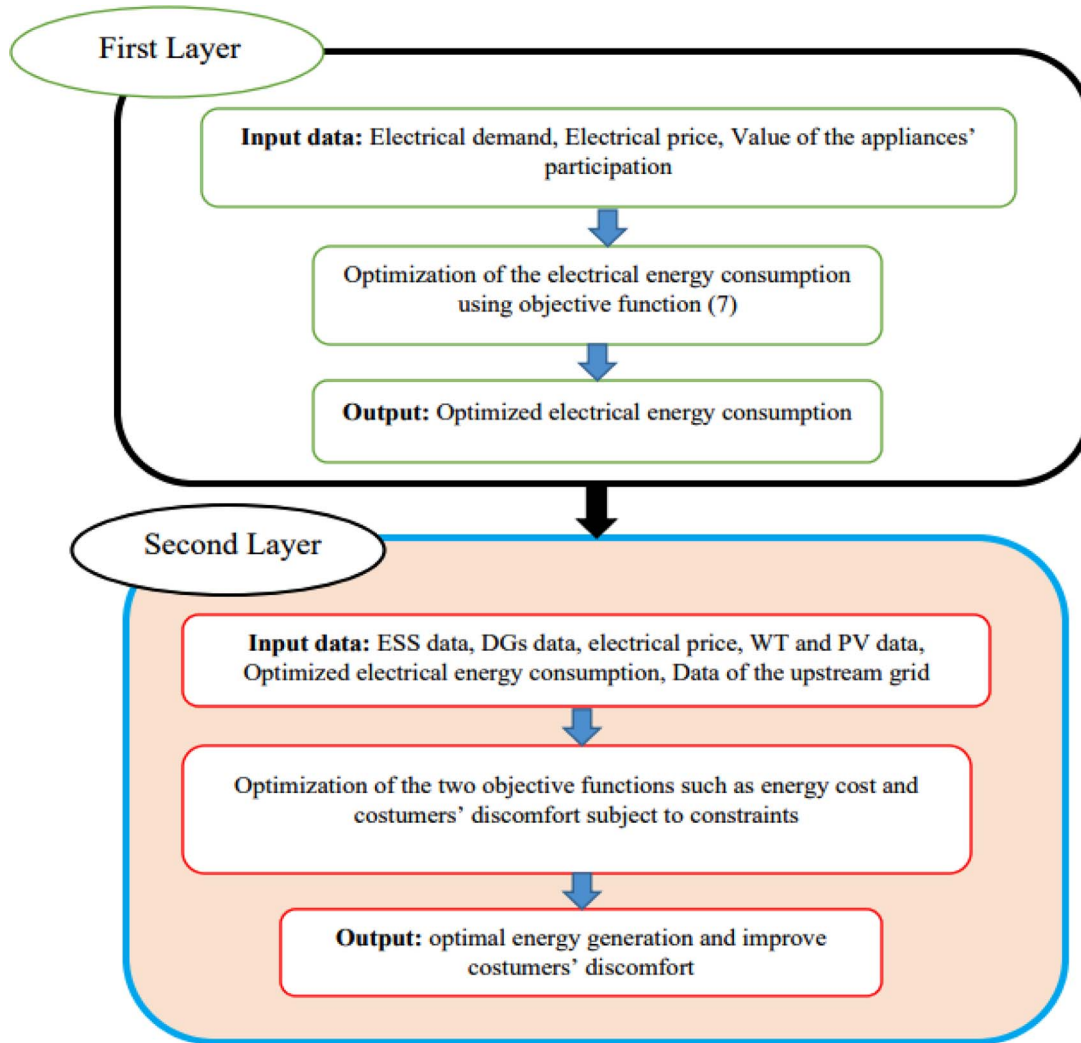 First Layer
Input data: Electrical demand, Electrical price, Value of the appliances’
participation
Optimization of the electrical energy consumption
using objective function (7)
Output: Optimized electrical energy consumption
Second Layer
Input data: ESS data, DGs data, electrical price, WT and PV data,
Optimized electrical energy consumption, Data of the upstream grid
Optimization of the two objective functions such as energy cost and
costumers’ discomfort subject to constraints
Output: optimal energy generation and improve
costumers’ discomfort